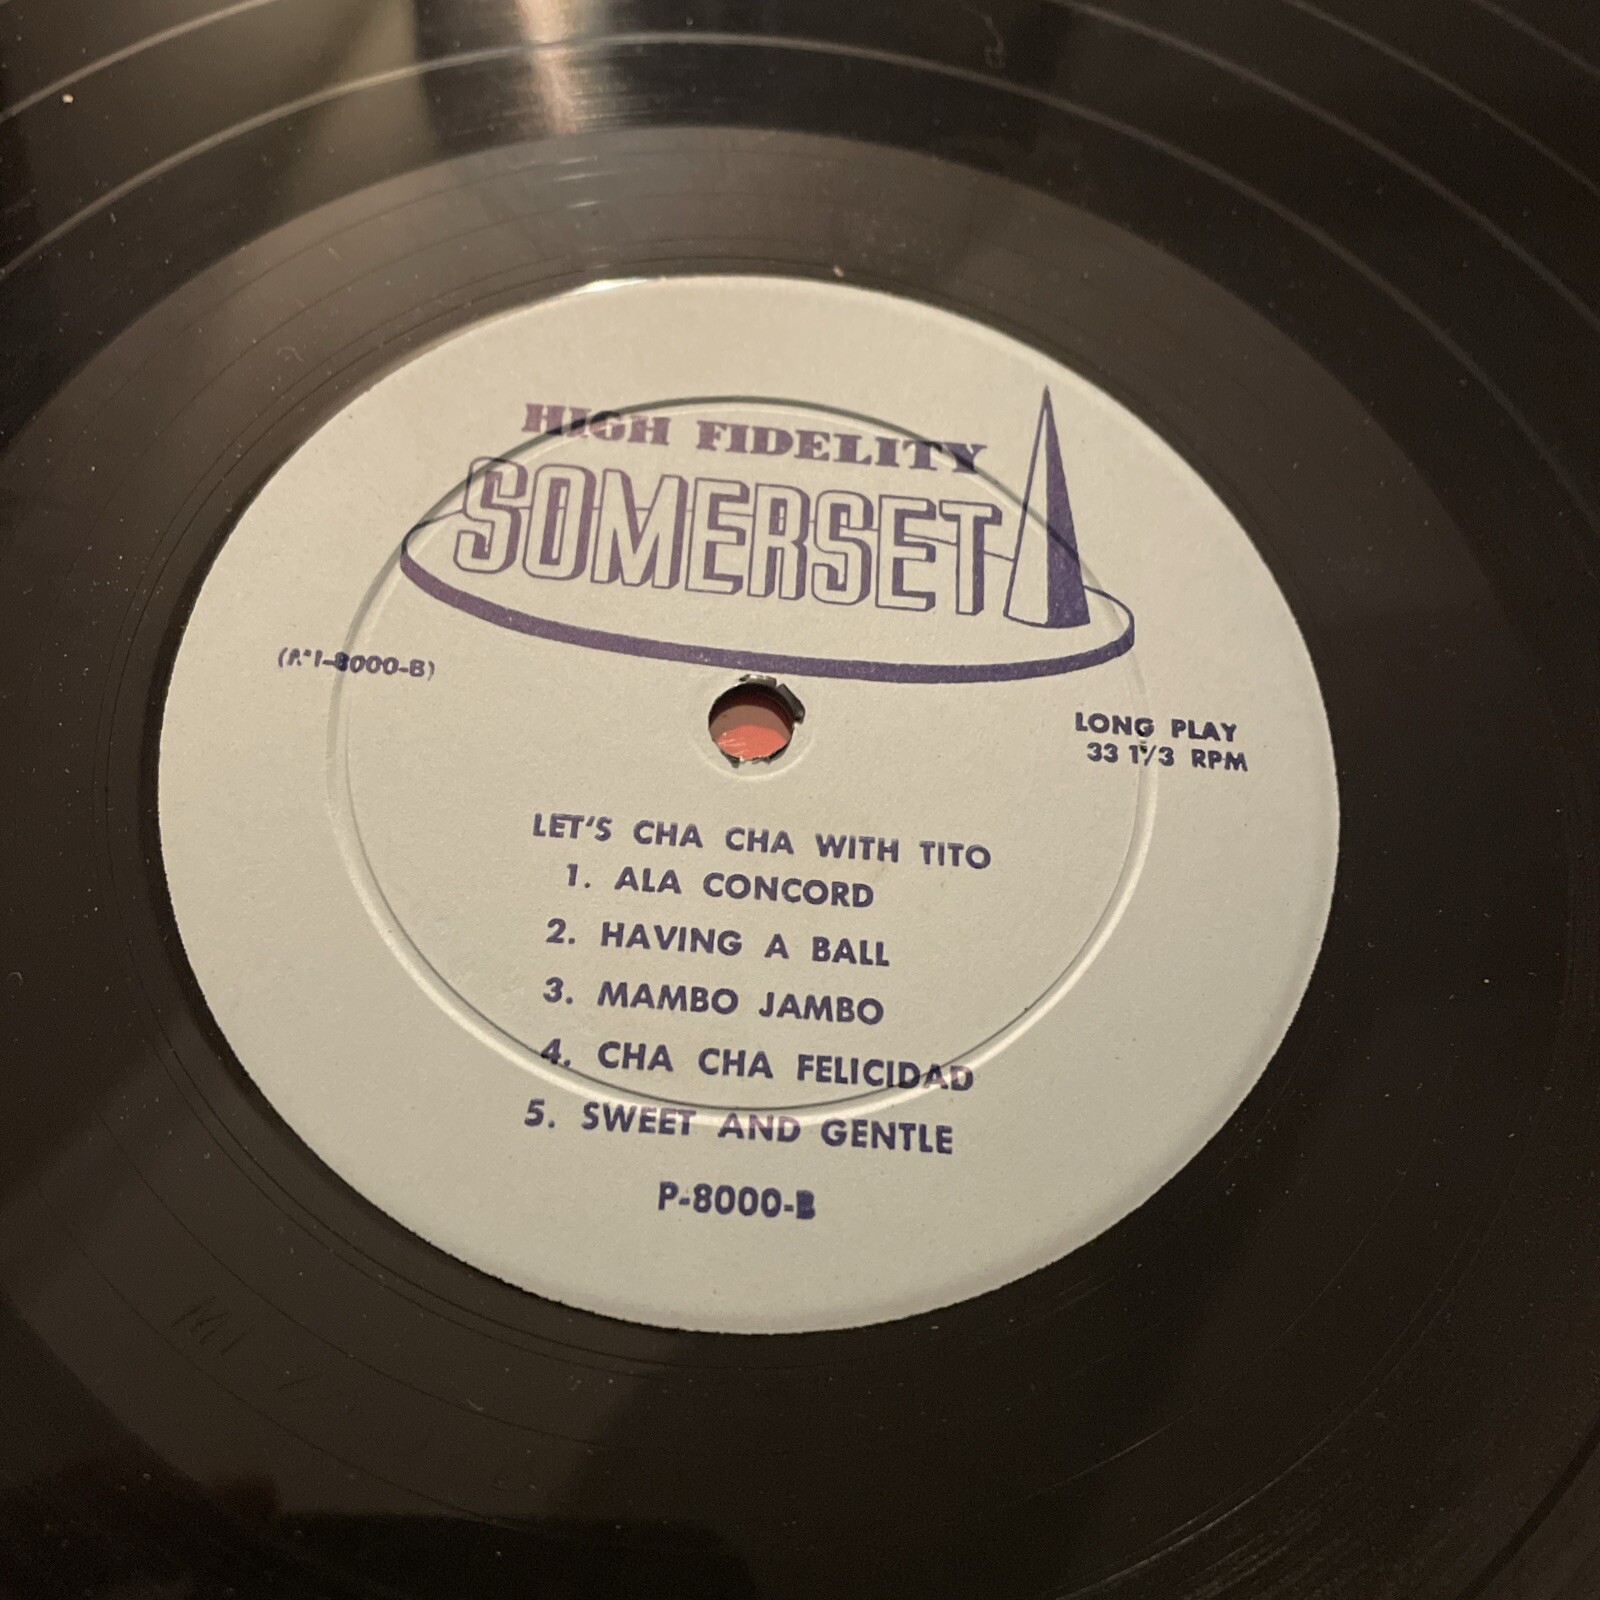 HIGH FIDELITY
SOMERSET
LONG PLAY
33 1/3 RPM
LET'S CHA CHA WITH TITO
1. ALA CONCORD
2. HAVING A BALL
3. MAMBO JAMBO
4. CHA CHA FELICIDAD
5. SWEET AND GENTLE
P-8000-B